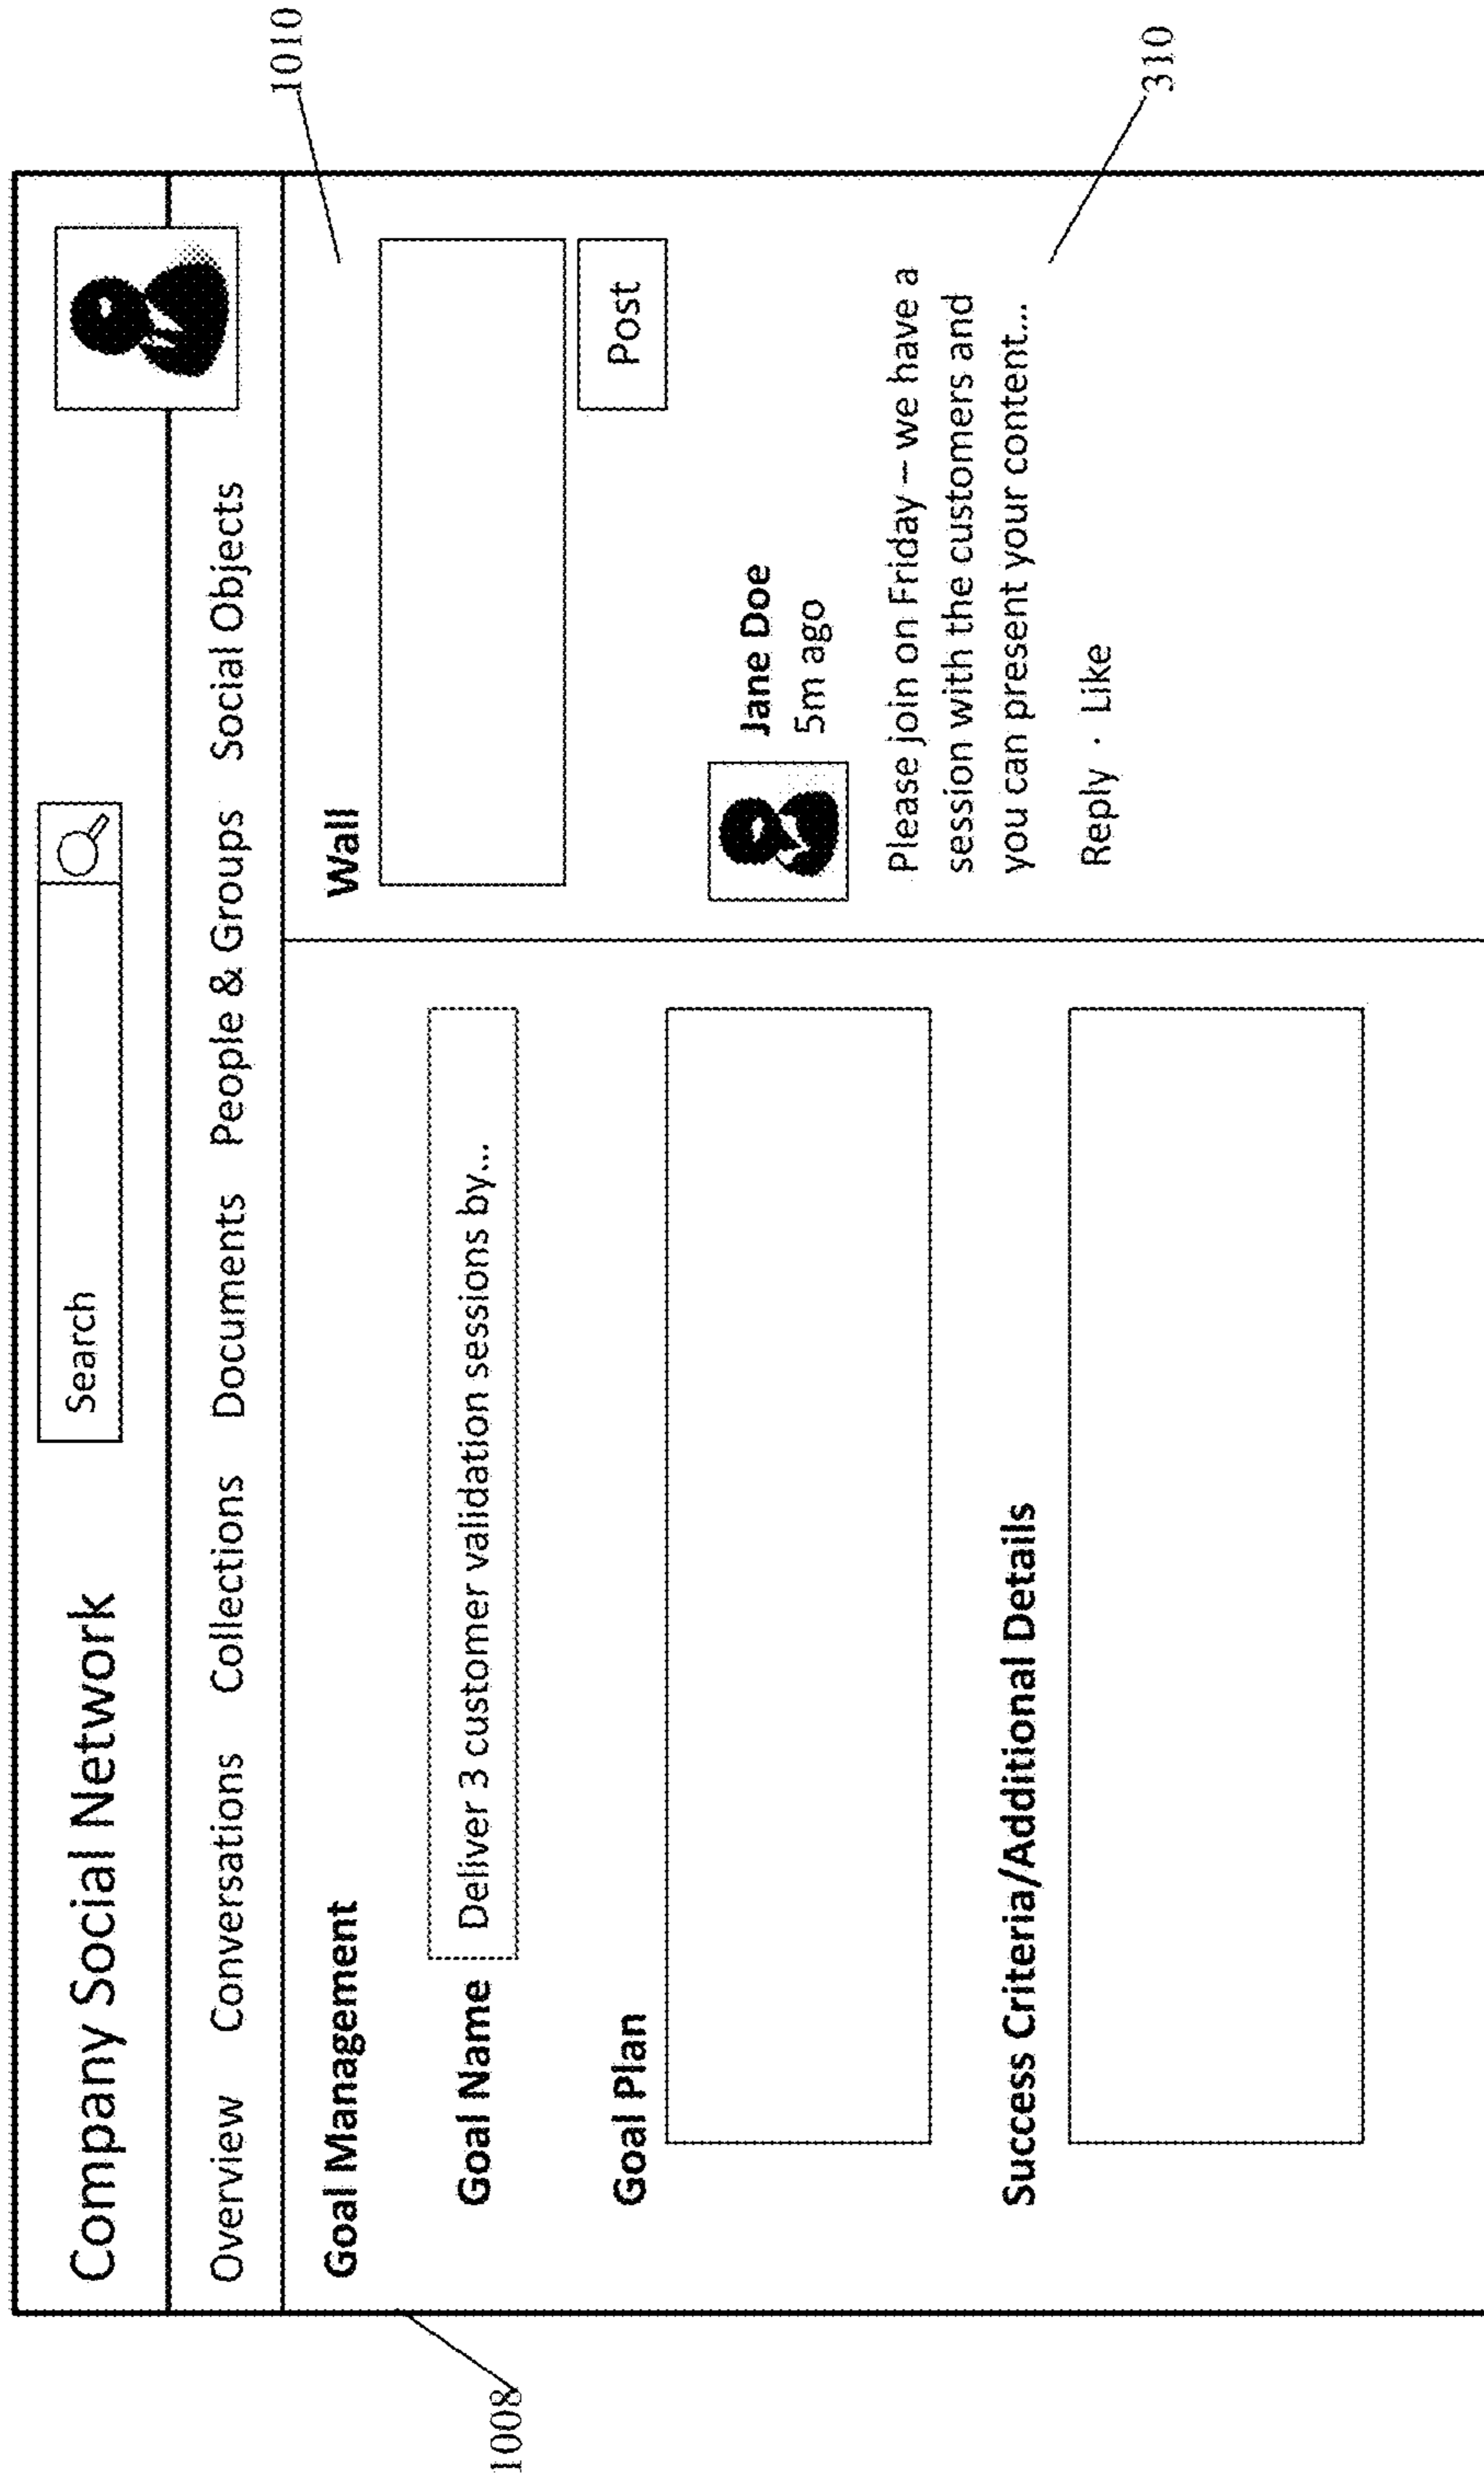 Company Social Network
Search
Overview Conversations Collections Documents People & Groups Social Objects
Goal Management
Goal Name Deliver 3 customer validation sessions by...
Goal Plan
Success Criteria/Additional Details
Wall
Post
Jane Doe
5m ago
Please join on Friday – we have a
session with the customers and
you can present your content...
Reply · Like
1008
1010
310